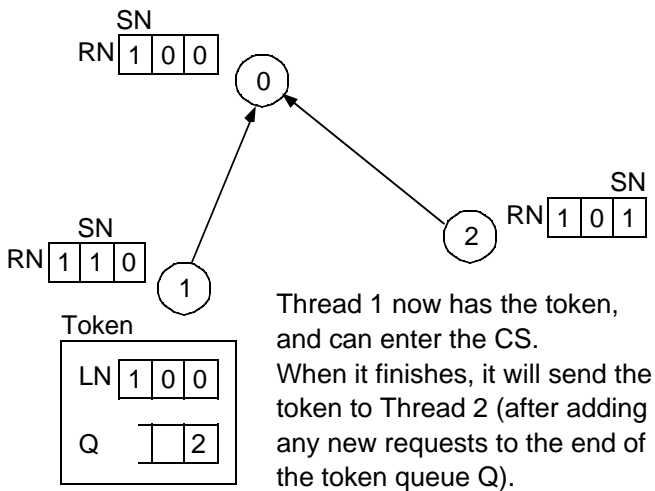 SN
RN 1 0 0
0
SN
RN 1 0 1
2
SN
RN 1 1 0
1
Token
LN 1 0 0
Q 2
Thread 1 now has the token,
and can enter the CS.
When it finishes, it will send the
token to Thread 2 (after adding
any new requests to the end of
the token queue Q).